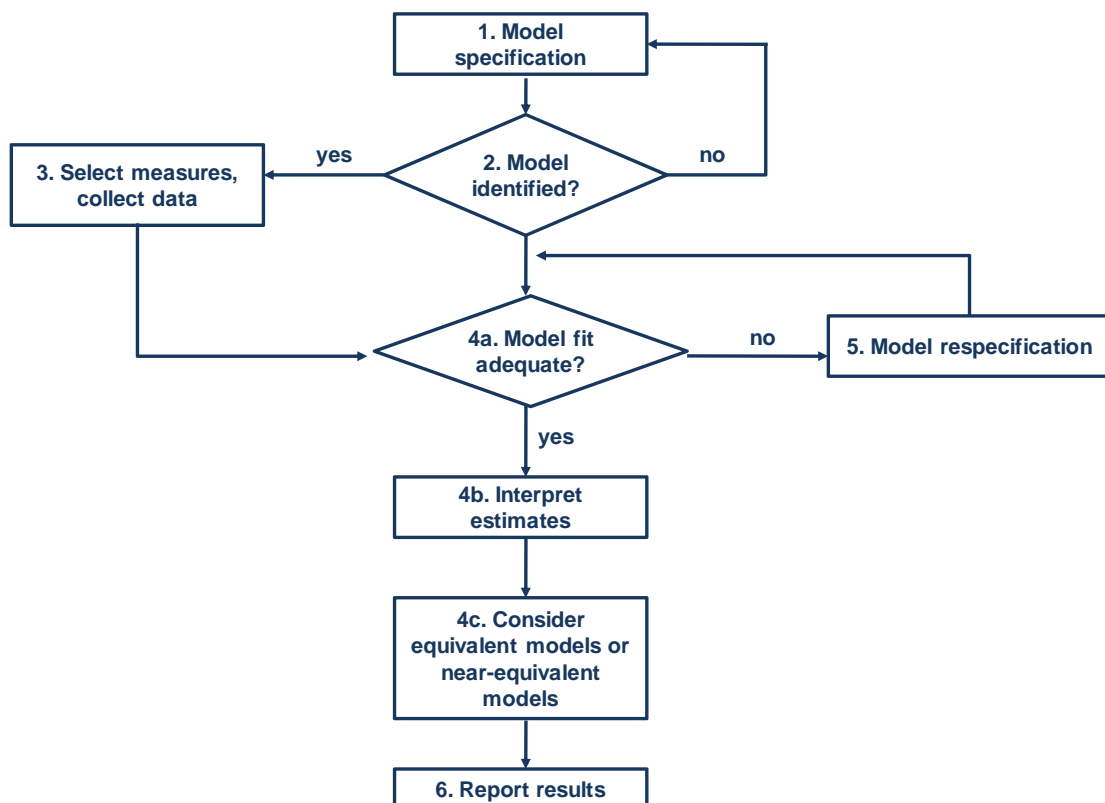 1. Model
specification
yes
no
2. Model
identified?
3. Select measures,
collect data
4a. Model fit
adequate?
no
5. Model respecification
yes
4b. Interpret
estimates
4c. Consider
equivalent models or
near-equivalent
models
6. Report results